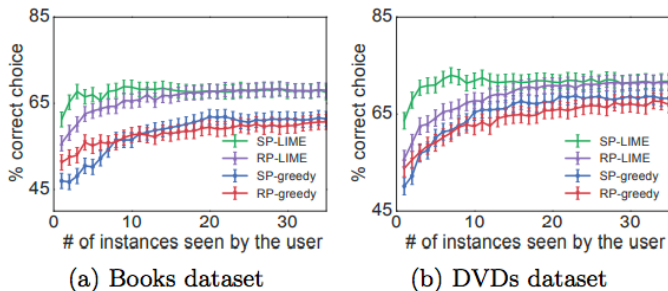 85
65
45
% correct choice
SP-LIME
RP-LIME
SP-greedy
RP-greedy
0 10 20 30
# of instances seen by the user
(a) Books dataset
85
65
45
% correct choice
SP-LIME
RP-LIME
SP-greedy
RP-greedy
0 10 20 30
# of instances seen by the user
(b) DVDs dataset